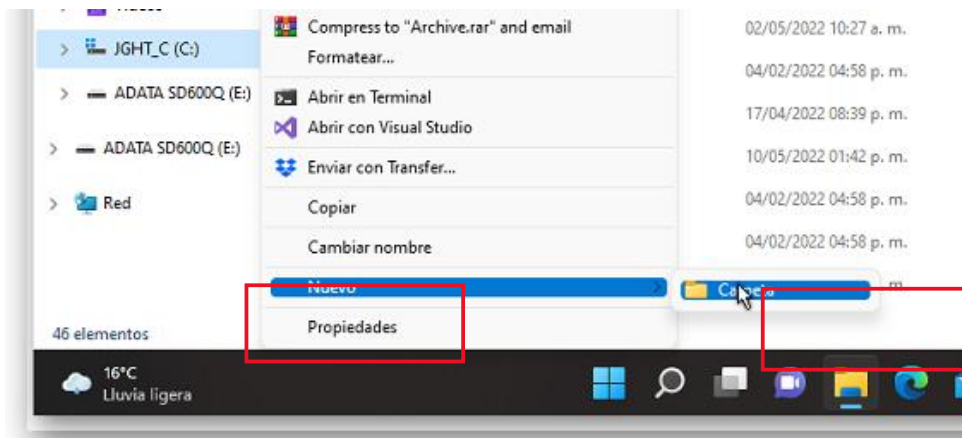 Compress to "Archive.rar" and email
Formatear...
Abrir en Terminal
Abrir con Visual Studio
Enviar con Transfer...
Copiar
Cambiar nombre
Nuevo
Propiedades
JGHT_C (C:)
ADATA SD600Q (E:)
ADATA SD600Q (E:)
Red
46 elementos
Carpeta
02/05/2022 10:27 a. m.
04/02/2022 04:58 p. m.
17/04/2022 08:39 p. m.
10/05/2022 01:42 p. m.
04/02/2022 04:58 p. m.
04/02/2022 04:58 p. m.
16°C
Lluvia ligera